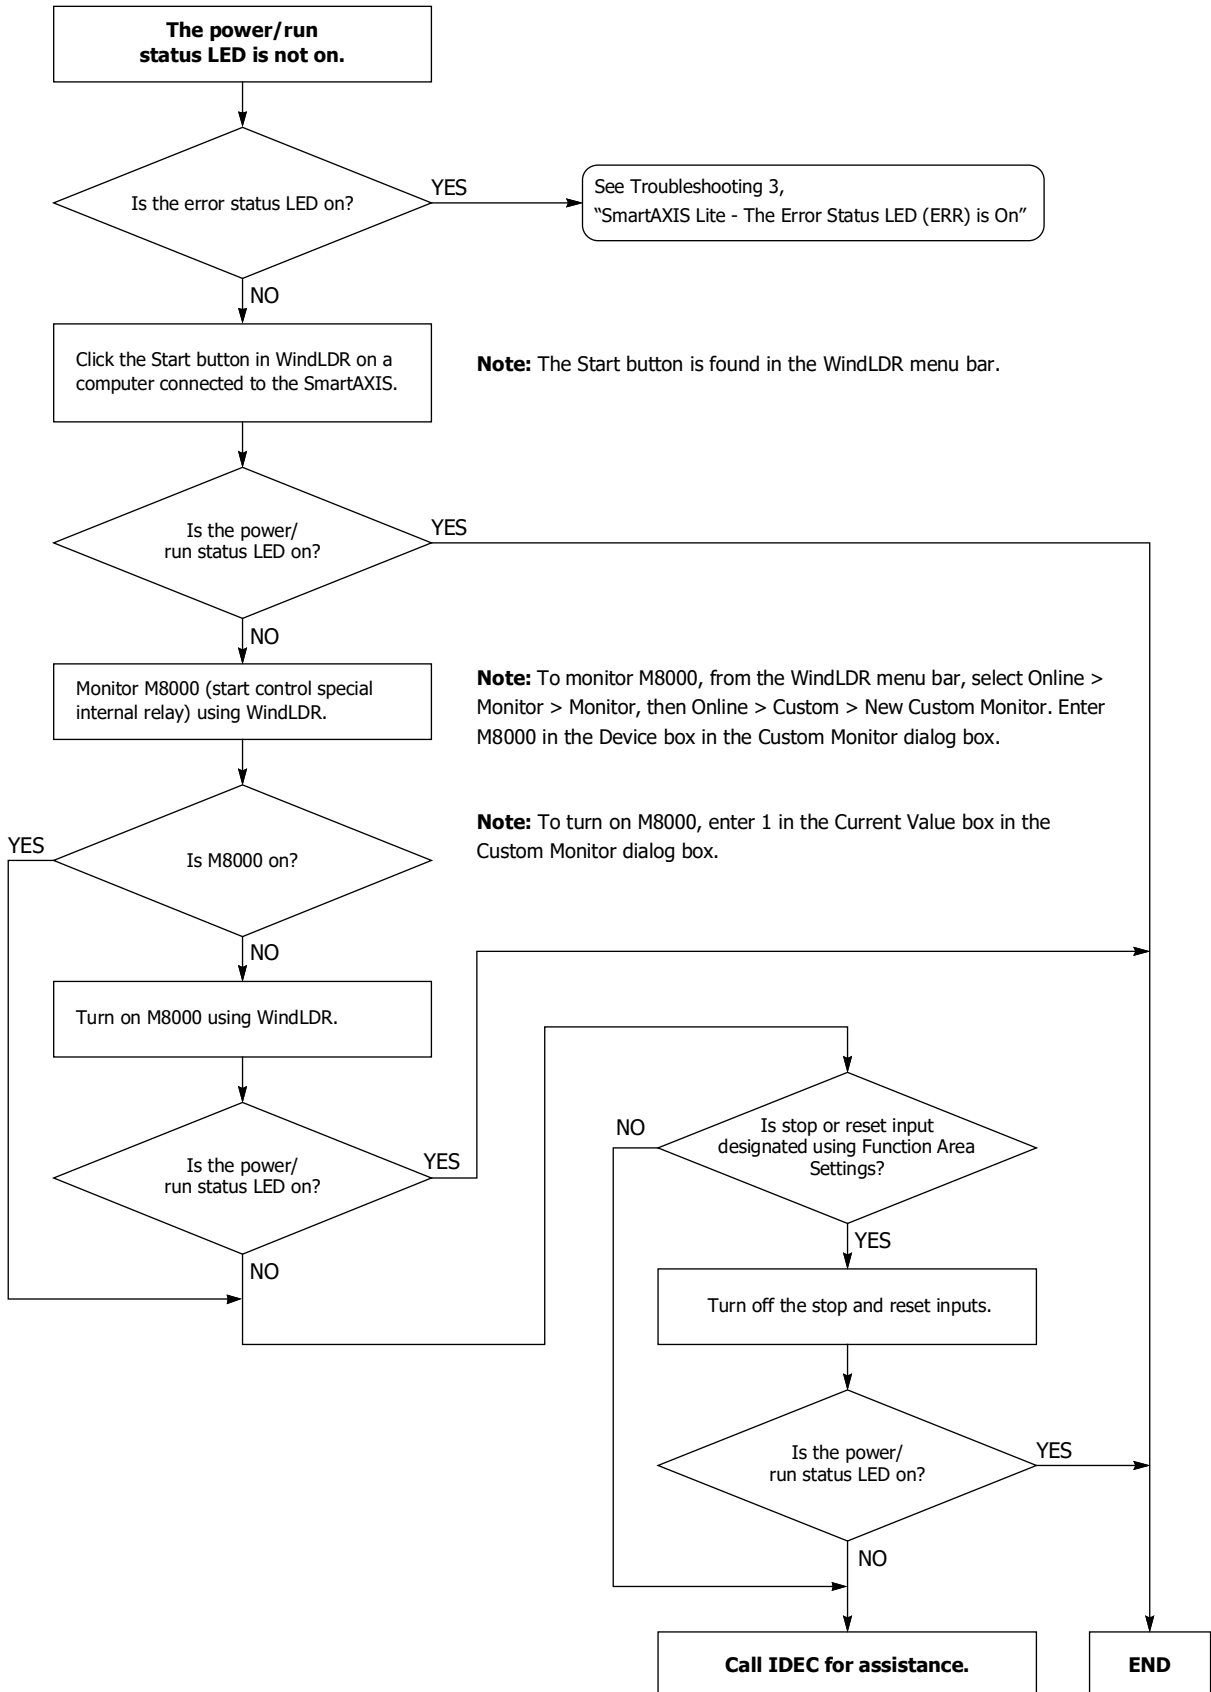 The power/run
status LED is not on.
Is the error status LED on?
YES
See Troubleshooting 3,
“SmartAXIS Lite - The Error Status LED (ERR) is On”
NO
Click the Start button in WindLDR on a
computer connected to the SmartAXIS.
Note: The Start button is found in the WindLDR menu bar.
Is the power/
run status LED on?
YES
NO
Monitor M8000 (start control special
internal relay) using WindLDR.
Note: To monitor M8000, from the WindLDR menu bar, select Online >
Monitor > Monitor, then Online > Custom > New Custom Monitor. Enter
M8000 in the Device box in the Custom Monitor dialog box.
Note: To turn on M8000, enter 1 in the Current Value box in the
Custom Monitor dialog box.
YES
Is M8000 on?
NO
Turn on M8000 using WindLDR.
Is the power/
run status LED on?
YES
NO
Is stop or reset input
designated using Function Area
Settings?
NO
YES
Turn off the stop and reset inputs.
Is the power/
run status LED on?
YES
NO
Call IDEC for assistance.
END